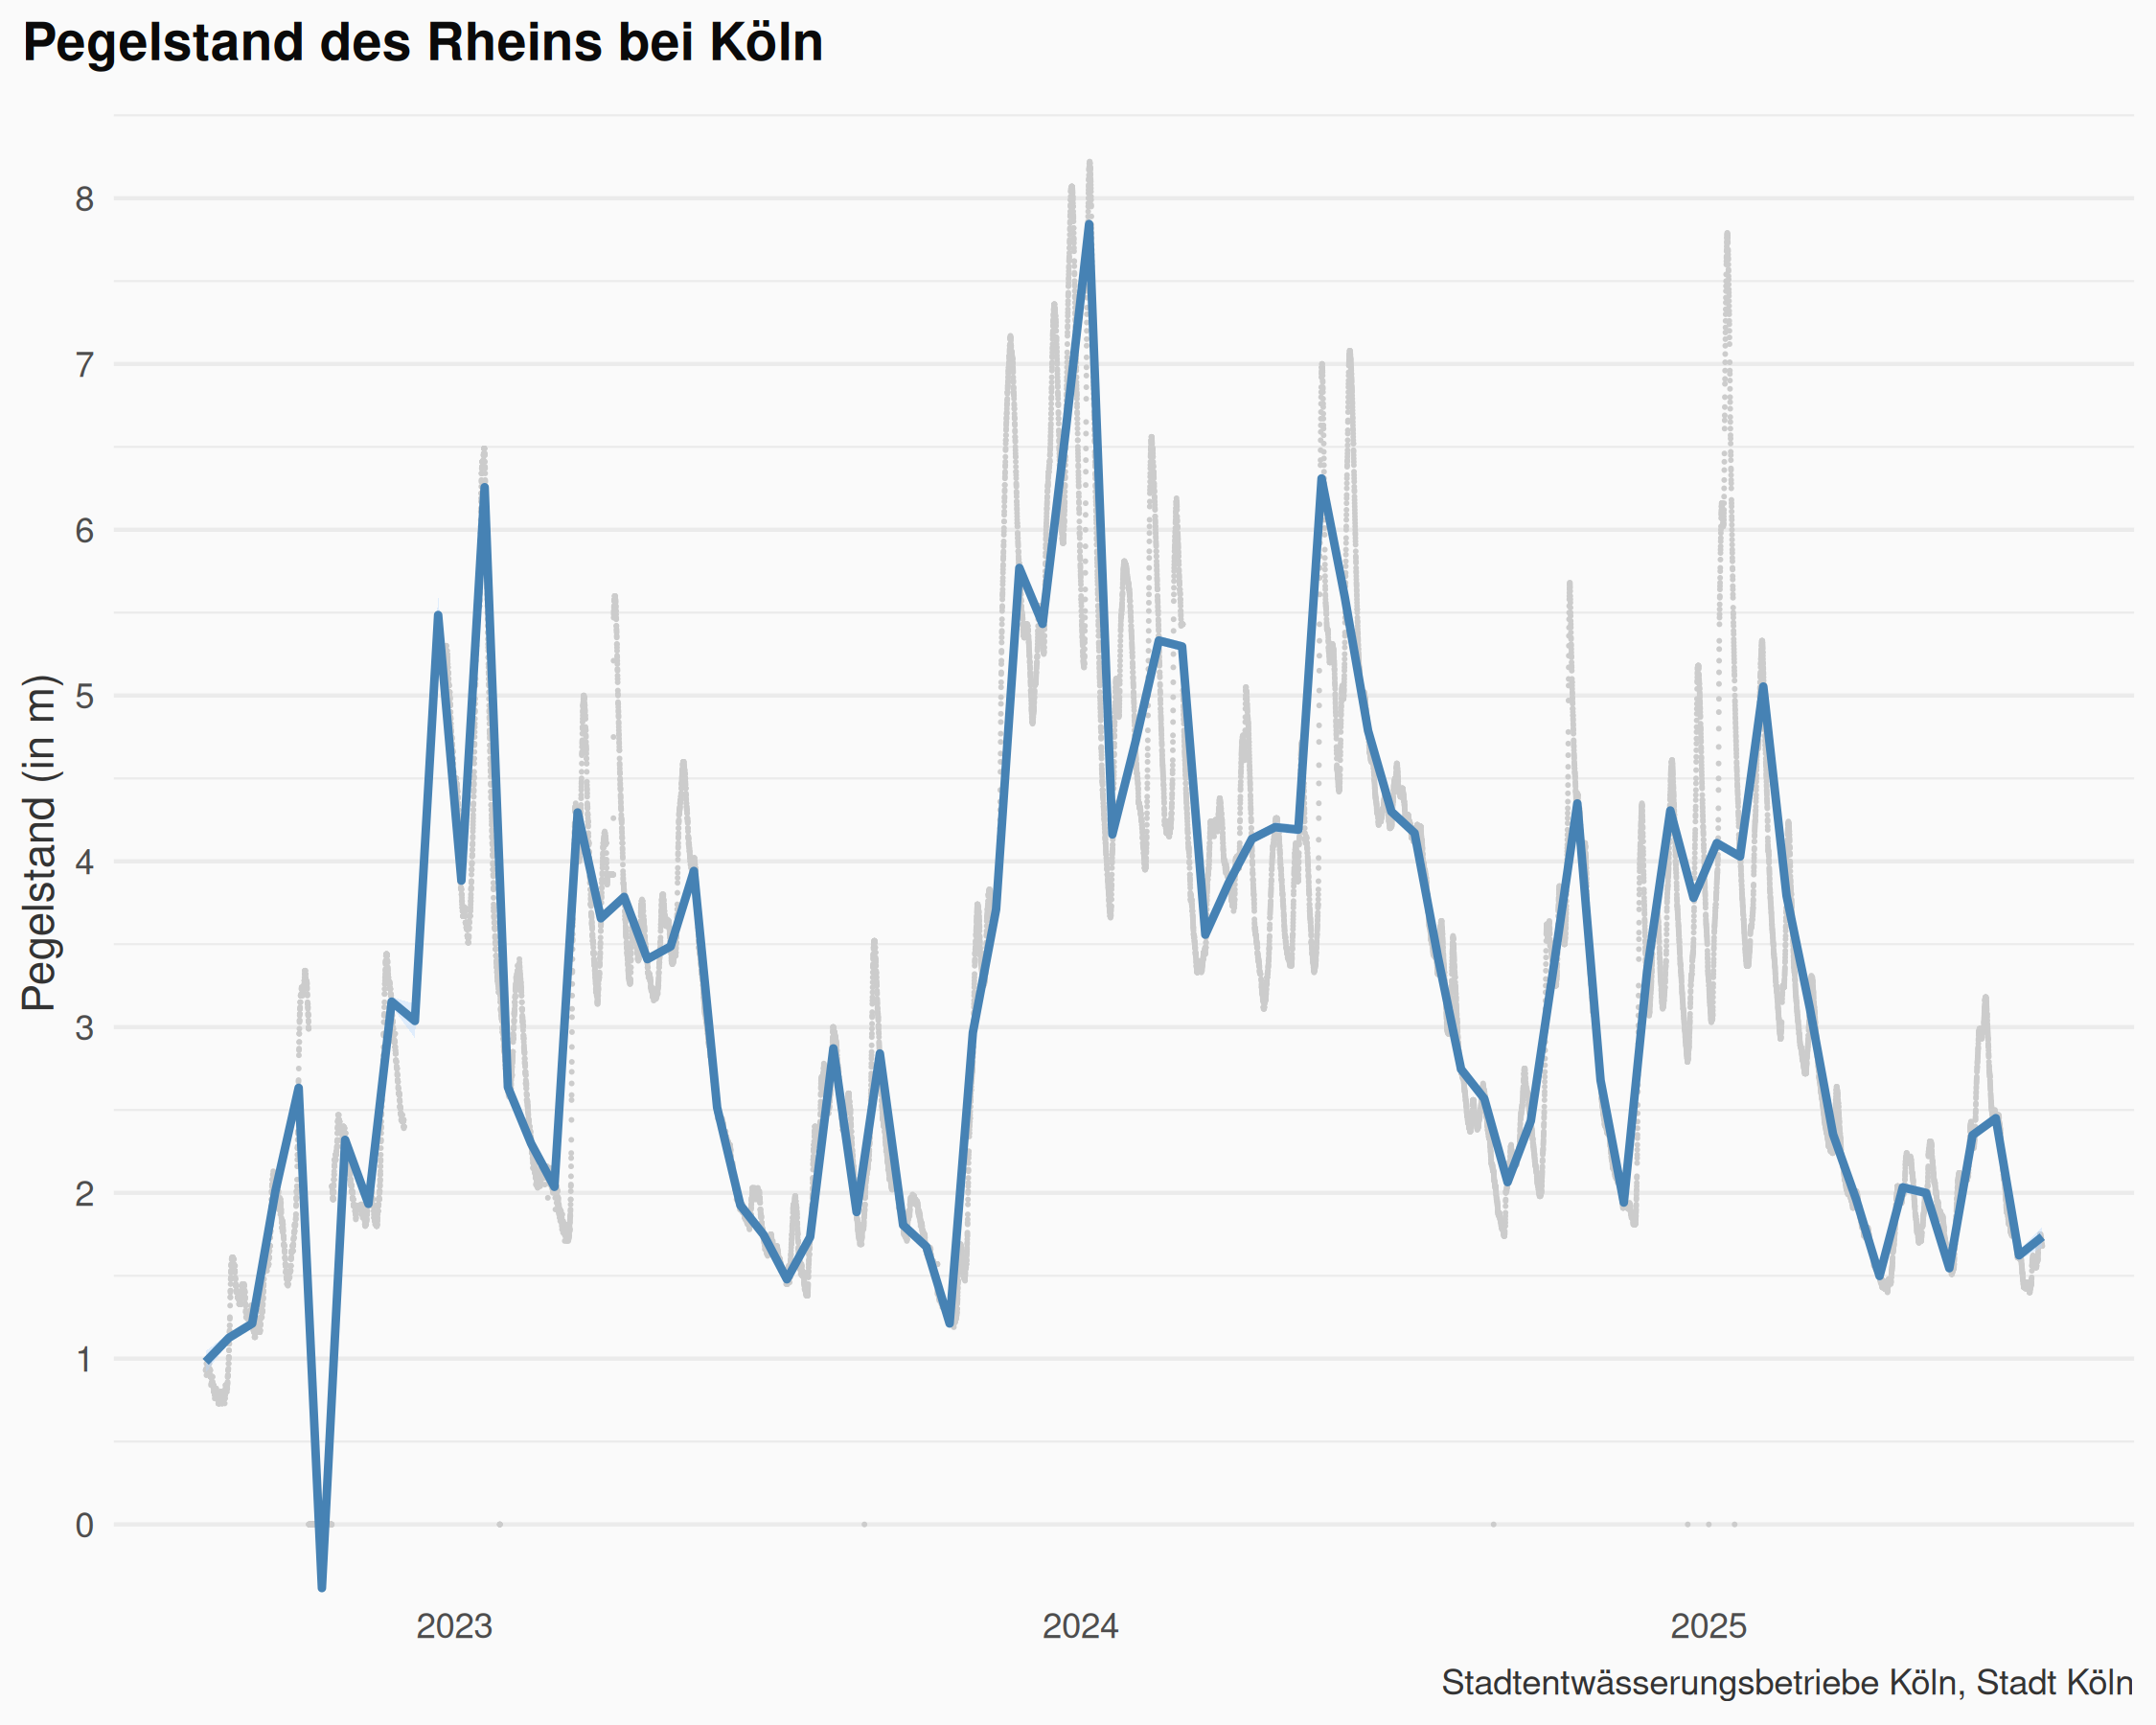 Pegelstand des Rheins bei Köln
Pegelstand (in m)
8
7
6
5
4
3
2
1
0
2023 2024 2025
Stadtentwässerungsbetriebe Köln, Stadt Köln